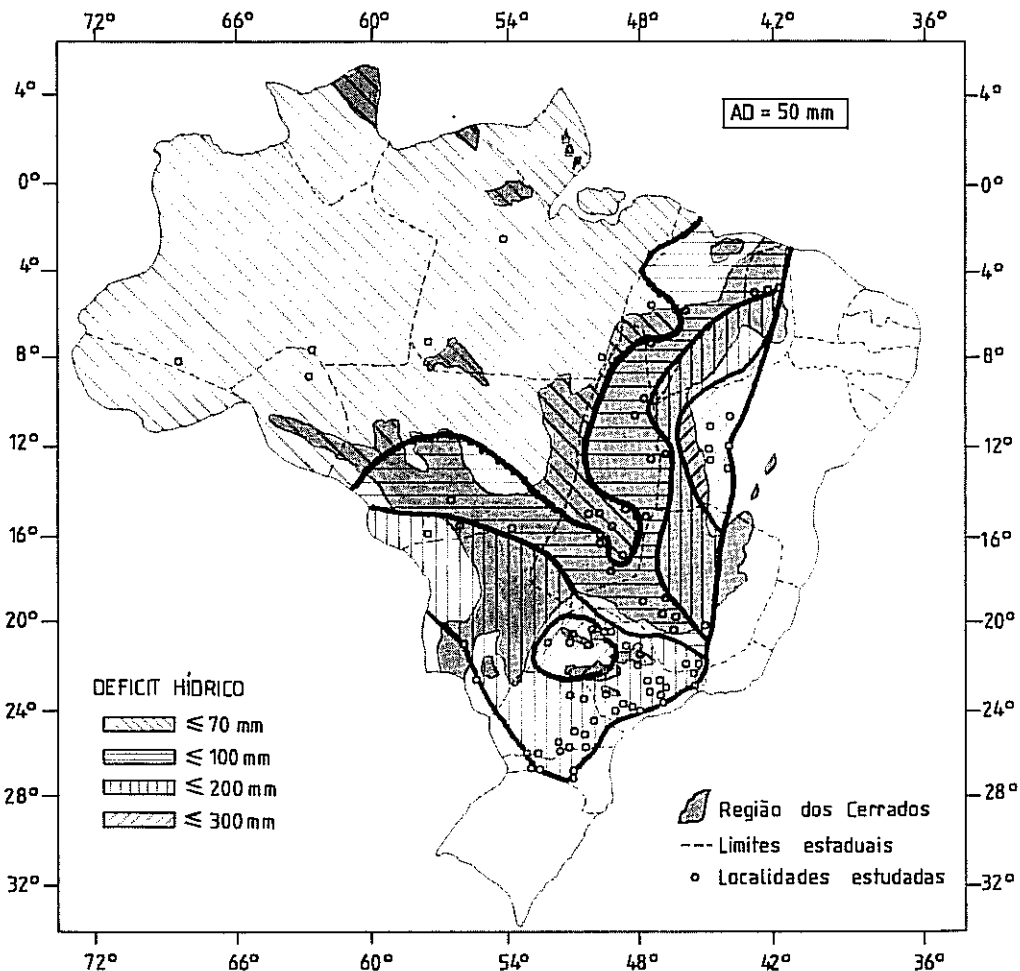 72° 66° 60° 54° 48° 42° 36°
4° 4°
AD = 50 mm
0° 0°
4° 4°
8° 8°
12° 12°
16° 16°
20° 20°
DEFICIT HÍDRICO
24° 24°
≤ 70 mm
≤ 100 mm
≤ 200 mm
28° 28°
≤ 300 mm
Região dos Cerrados
Limites estaduais
Localidades estudadas
32° 32°
72° 66° 60° 54° 48° 42° 36°